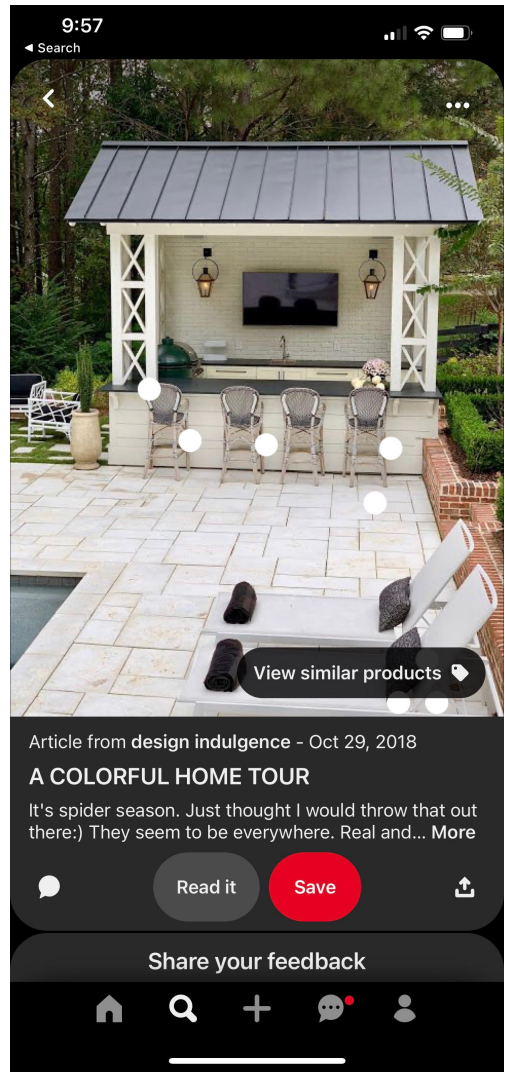 9:57
◀ Search
View similar products
Article from design indulgence - Oct 29, 2018
A COLORFUL HOME TOUR
It's spider season. Just thought I would throw that out
there:) They seem to be everywhere. Real and... More
Read it
Save
Share your feedback